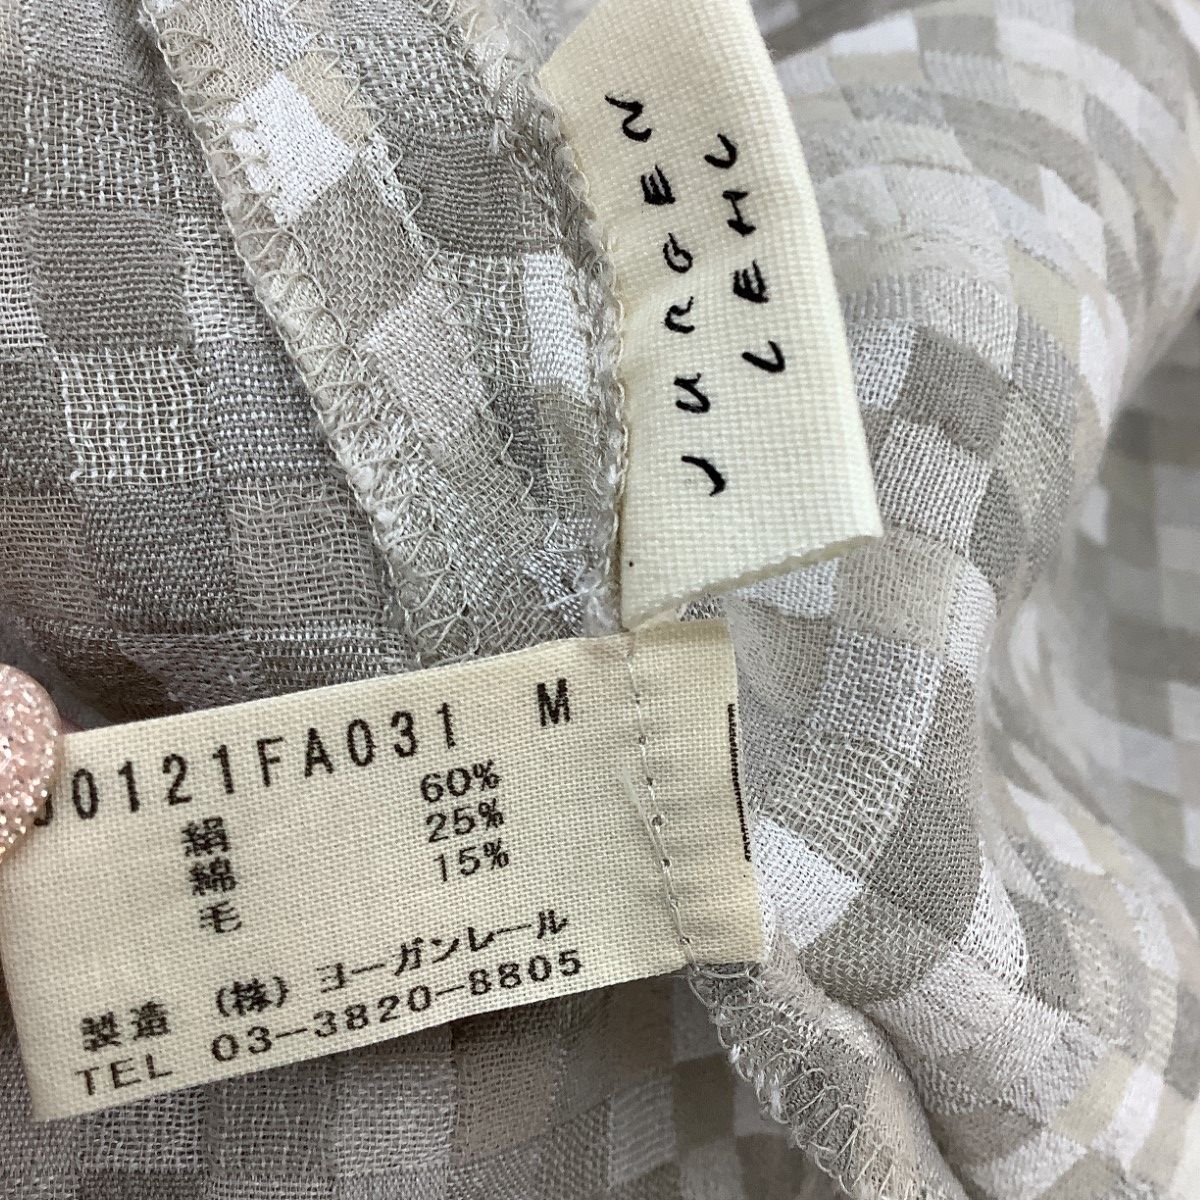 JURGEN
LEHL
J0121FA031 M
絹 60%
綿 25%
毛 15%
製造 (株) ヨーガンレール
TEL 03-3820-8805